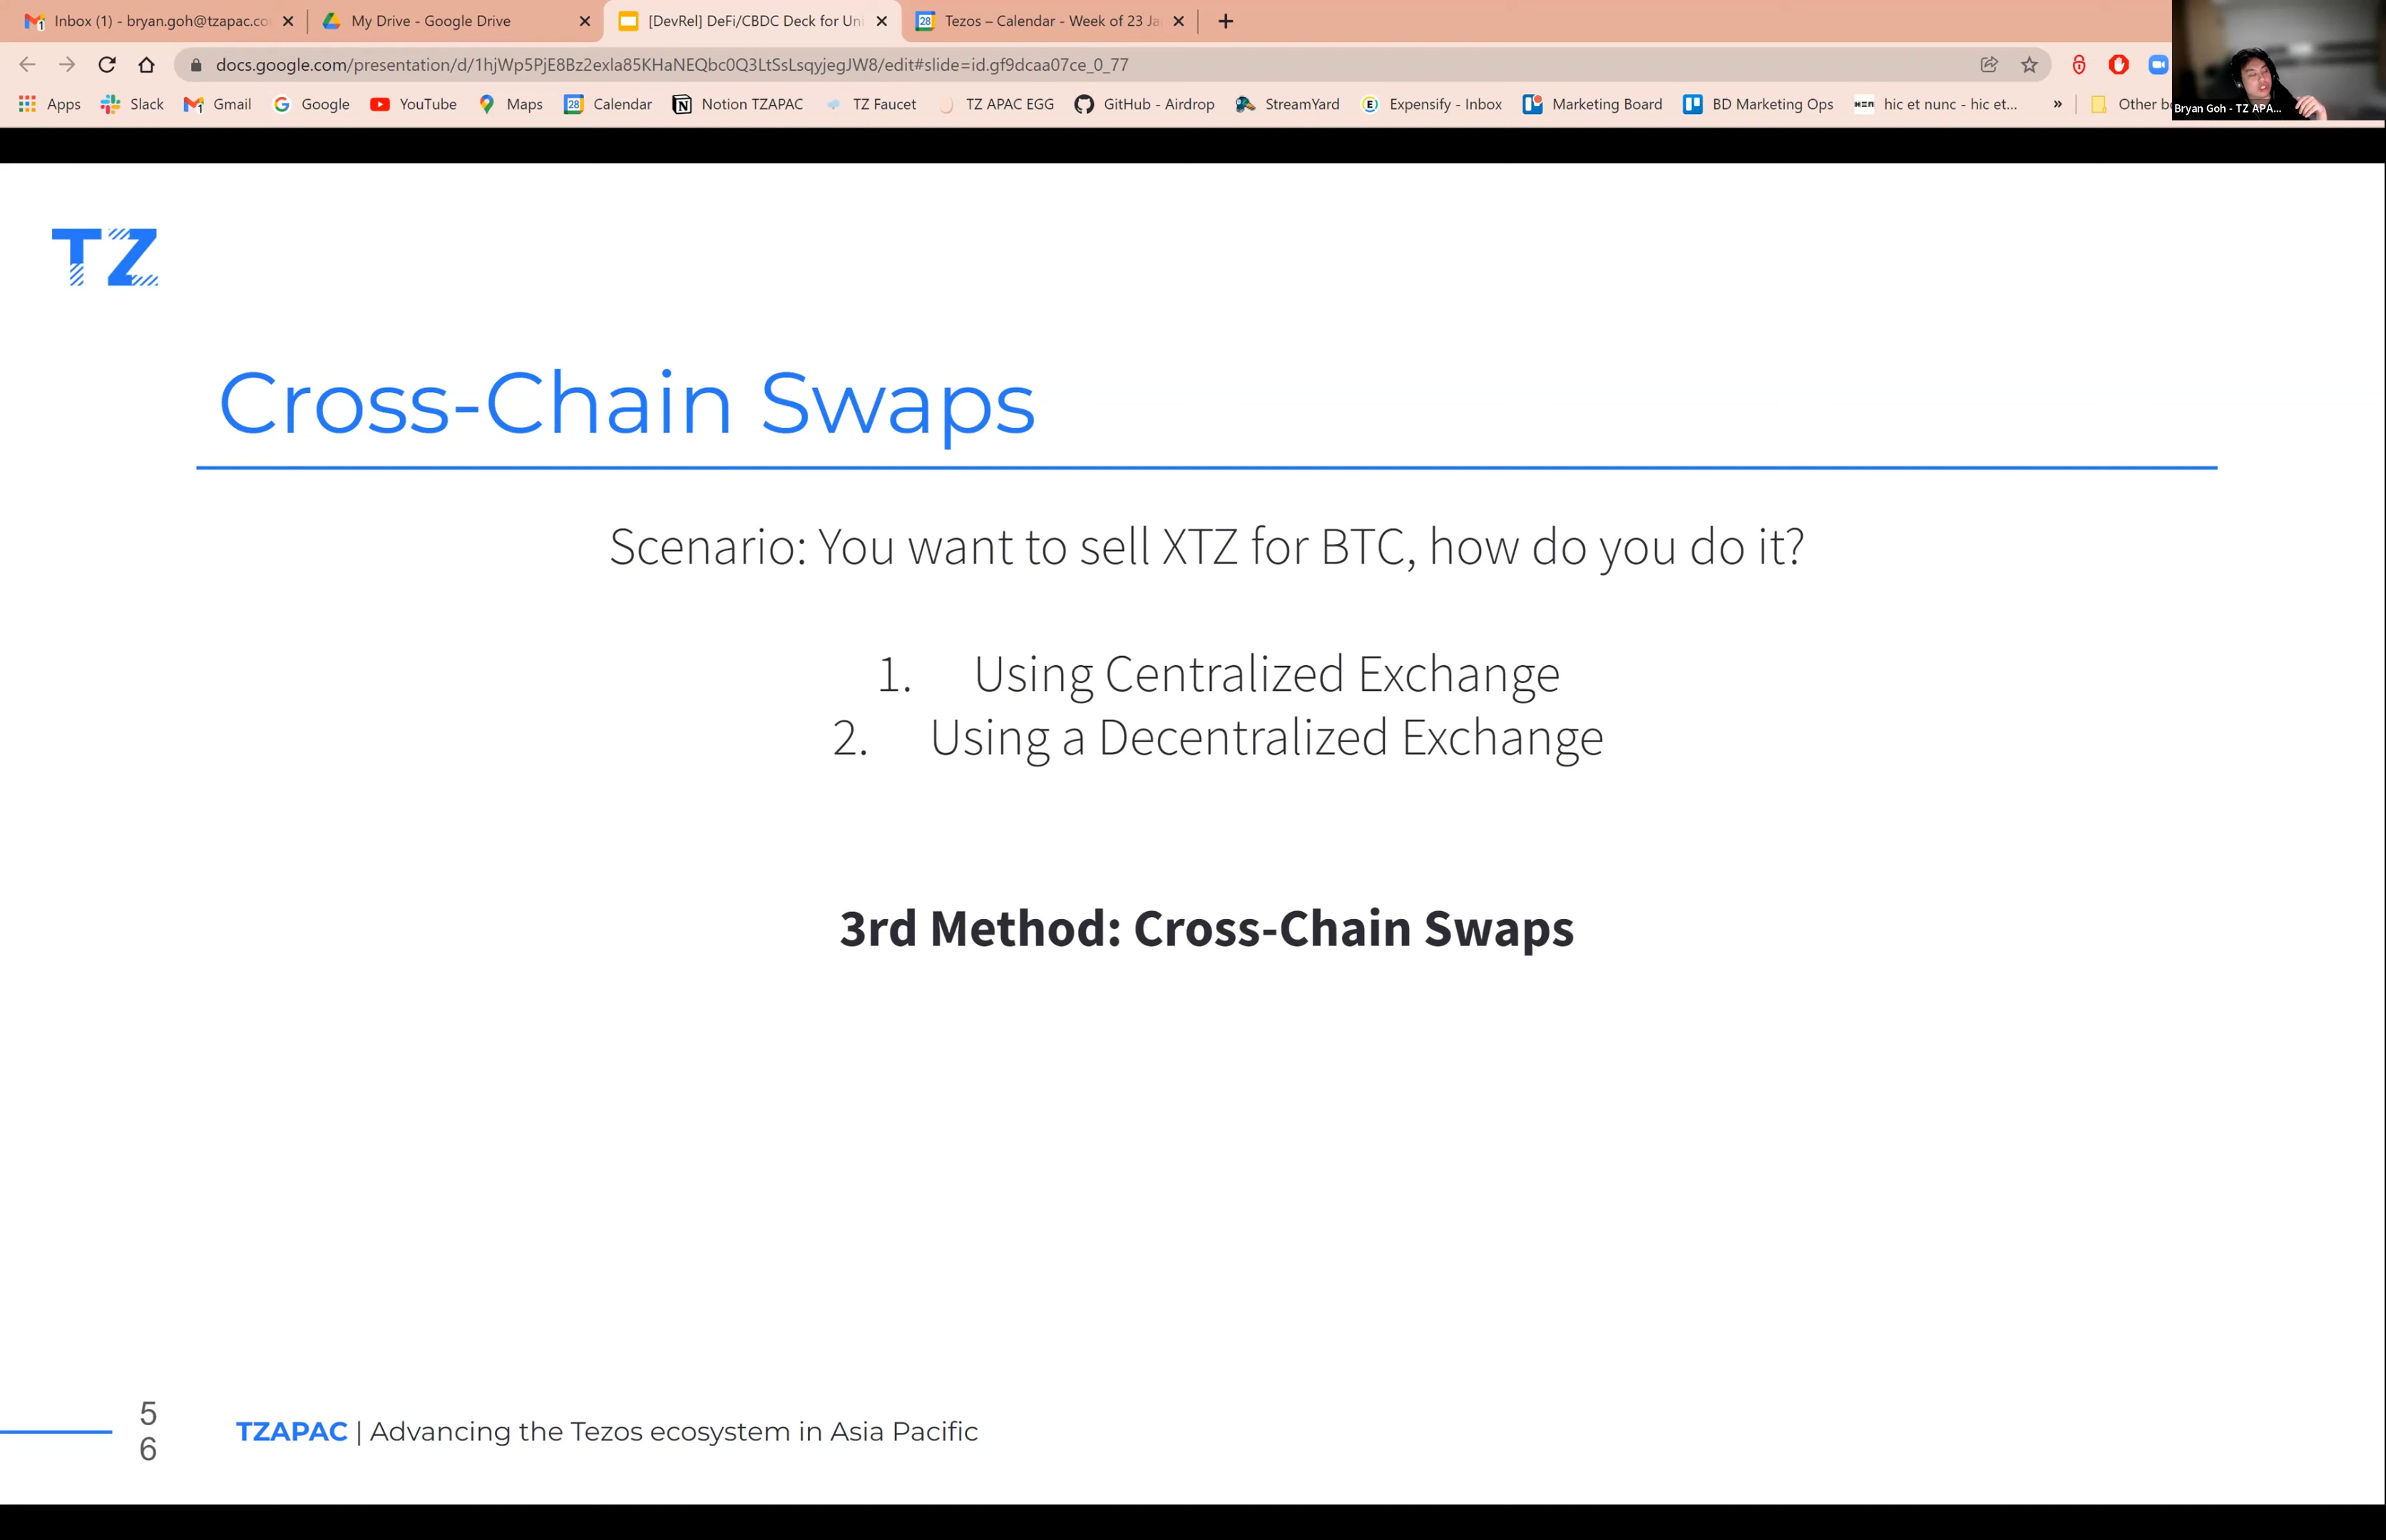 Inbox (1) - bryan.goh@tzapac.co
My Drive - Google Drive
[DevRel] DeFi/CBDC Deck for Uni
28 Tezos – Calendar - Week of 23 Ja
docs.google.com/presentation/d/1hjWp5PjE8Bz2exla85KHaNEQbc0Q3LtSsLsqyjegJW8/edit#slide=id.gf9dcaa07ce_0_77
Apps Slack Gmail Google YouTube Maps 28 Calendar Notion TZAPAC TZ Faucet TZ APAC EGG GitHub - Airdrop StreamYard Expensify - Inbox Marketing Board BD Marketing Ops hic et nunc - hic et... » Other b
Bryan Goh - TZ APA...
TZ
Cross-Chain Swaps
Scenario: You want to sell XTZ for BTC, how do you do it?
1. Using Centralized Exchange
2. Using a Decentralized Exchange
3rd Method: Cross-Chain Swaps
5
6
TZAPAC | Advancing the Tezos ecosystem in Asia Pacific